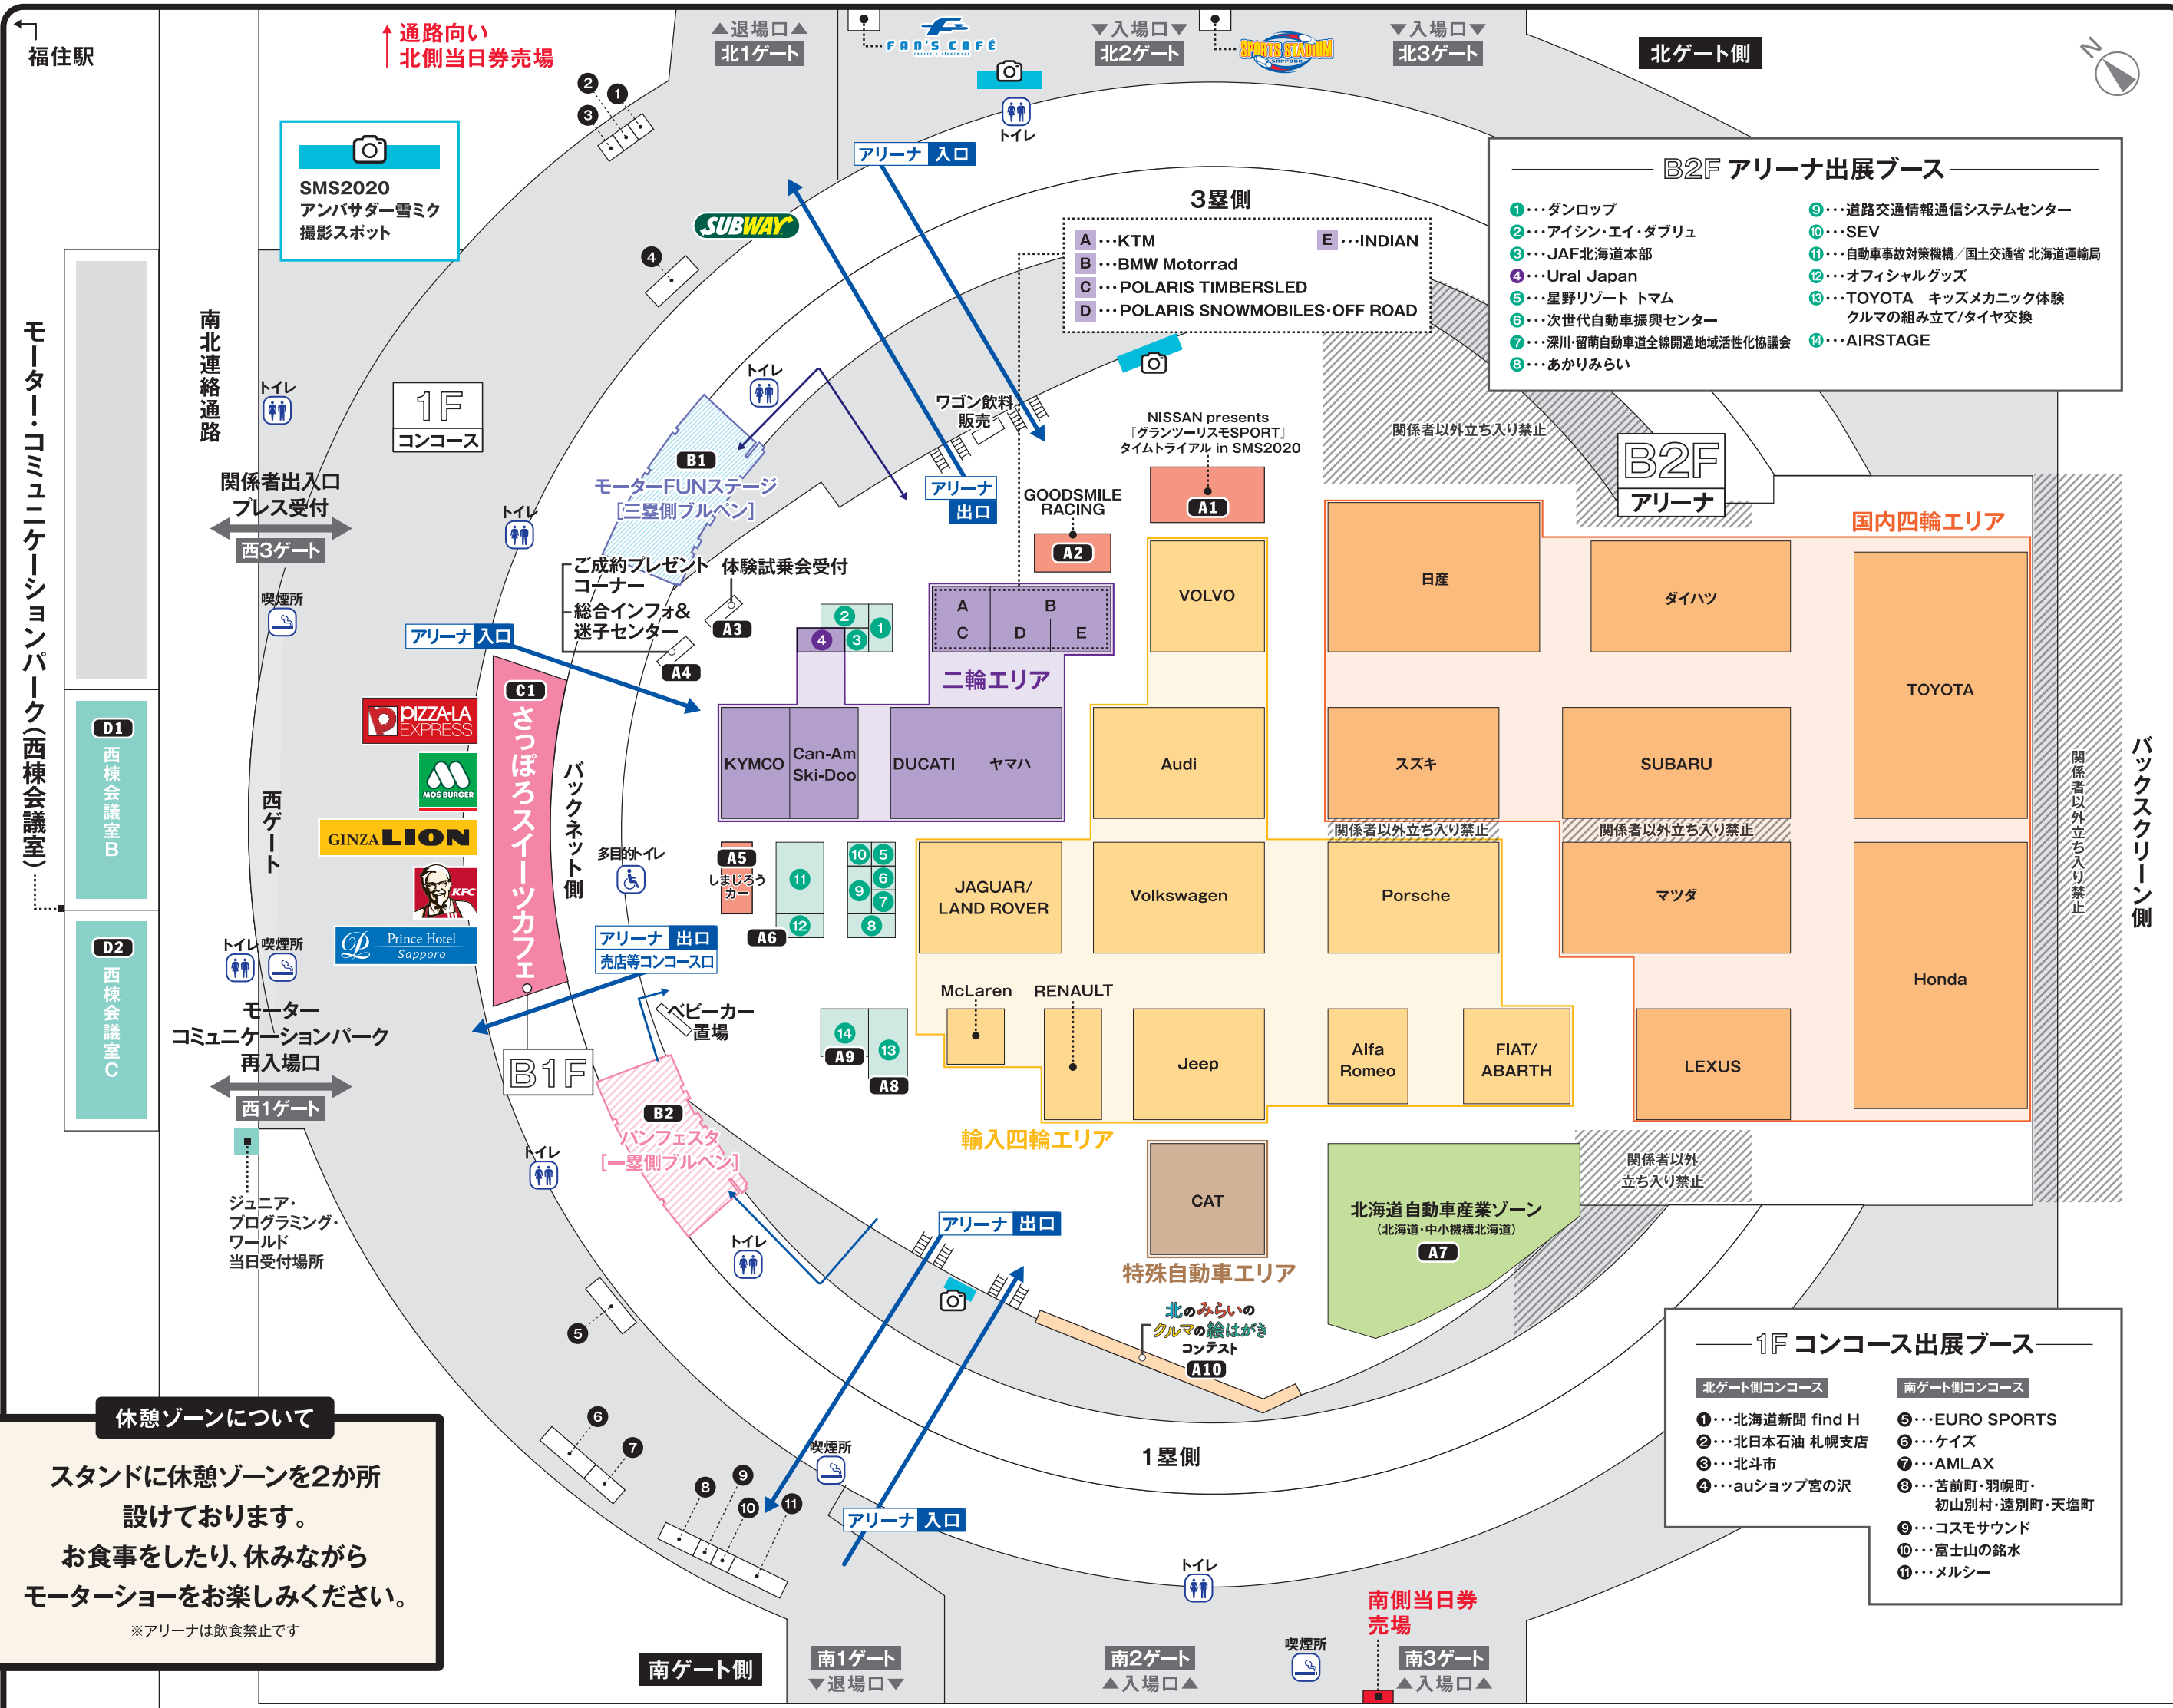 福住駅
通路向い
北側当日券売場
▲退場口▲
北1ゲート
FAN'S CAFÉ
▼入場口▼
北2ゲート
SPORTS STADIUM
SAPPORO
▼入場口▼
北3ゲート
北ゲート側
N
SMS2020
アンバサダー雪ミク
撮影スポット
2
1
3
トイレ
アリーナ 入口
SUBWAY
4
3塁側
A…KTM
B…BMW Motorrad
C…POLARIS TIMBERSLED
D…POLARIS SNOWMOBILES・OFF ROAD
E…INDIAN
B2F アリーナ出展ブース
1…ダンロップ
2…アイシン・エイ・ダブリュ
3…JAF北海道本部
4…Ural Japan
5…星野リゾート トマム
6…次世代自動車振興センター
7…深川・留萌自動車道全線開通地域活性化協議会
8…あかりみらい
9…道路交通情報通信システムセンター
10…SEV
11…自動車事故対策機構／国土交通省 北海道運輸局
12…オフィシャルグッズ
13…TOYOTA キッズメカニック体験
クルマの組み立て/タイヤ交換
14…AIRSTAGE
モーター・コミュニケーションパーク(西棟会議室)
南北連絡通路
トイレ
1F
コンコース
関係者出入口
プレス受付
西3ゲート
喫煙所
トイレ
トイレ
B1
モーターFUNステージ
[三塁側ブルペン]
ワゴン飲料
販売
アリーナ
出口
NISSAN presents
『グランツーリスモSPORT』
タイムトライアル in SMS2020
A1
GOODSMILE
RACING
A2
関係者以外立ち入り禁止
B2F
アリーナ
国内四輪エリア
ご成約プレゼント
コーナー
総合インフォ&
迷子センター
体験試乗会受付
A3
A4
アリーナ 入口
2
1
4
3
A
B
C
D
E
二輪エリア
VOLVO
日産
ダイハツ
TOYOTA
KYMCO
Can-Am
Ski-Doo
DUCATI
ヤマハ
Audi
スズキ
SUBARU
関係者以外立ち入り禁止
関係者以外立ち入り禁止
関係者以外立ち入り禁止
バックスクリーン側
D1
西棟会議室B
D2
西棟会議室C
西ゲート
PIZZA-LA
EXPRESS
MOS BURGER
GINZA LION
KFC
Prince Hotel
Sapporo
C1
さっぽろスイーツカフェ
バックネット側
多目的トイレ
A5
しまじろう
カー
11
12
A6
10
5
6
9
7
8
JAGUAR/
LAND ROVER
Volkswagen
Porsche
マツダ
Honda
アリーナ 出口
売店等コンコース口
トイレ
喫煙所
モーター
コミュニケーションパーク
再入場口
西1ゲート
B1F
ベビーカー
置場
14
A9
13
A8
McLaren
RENAULT
Jeep
Alfa
Romeo
FIAT/
ABARTH
LEXUS
輸入四輪エリア
B2
パンフェスタ
[一塁側ブルペン]
トイレ
トイレ
ジュニア・
プログラミング・
ワールド
当日受付場所
CAT
特殊自動車エリア
北海道自動車産業ゾーン
(北海道・中小機構北海道)
A7
関係者以外
立ち入り禁止
アリーナ 出口
北のみらいの
クルマの絵はがき
コンテスト
A10
5
6
7
8
9
10
11
喫煙所
アリーナ 入口
1塁側
トイレ
1F コンコース出展ブース
北ゲート側コンコース
1…北海道新聞 find H
2…北日本石油 札幌支店
3…北斗市
4…auショップ宮の沢
南ゲート側コンコース
5…EURO SPORTS
6…ケイズ
7…AMLAX
8…苫前町・羽幌町・
初山別村・遠別町・天塩町
9…コスモサウンド
10…富士山の銘水
11…メルシー
休憩ゾーンについて
スタンドに休憩ゾーンを2か所
設けております。
お食事をしたり、休みながら
モーターショーをお楽しみください。
※アリーナは飲食禁止です
南ゲート側
南1ゲート
▼退場口▼
南2ゲート
▲入場口▲
喫煙所
南側当日券
売場
南3ゲート
▲入場口▲